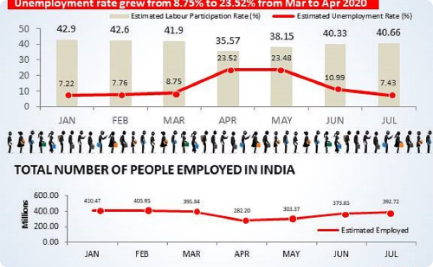 Unemployment rate grew from 8.75% to 23.52% from Mar to Apr 2020
Estimated Labour Participation Rate (%) Estimated Unemployment Rate (%)
50 42.9 42.6 41.9 35.57 38.15 40.33 40.66
40
30
20 23.52 23.48
10 7.22 7.76 8.75 10.99 7.43
0
JAN FEB MAR APR MAY JUN JUL
TOTAL NUMBER OF PEOPLE EMPLOYED IN INDIA
Millions
600.00
400.00 410.47 405.95 395.84 282.20 303.37 373.85 392.72
200.00 Estimated Employed
0.00
JAN FEB MAR APR MAY JUN JUL